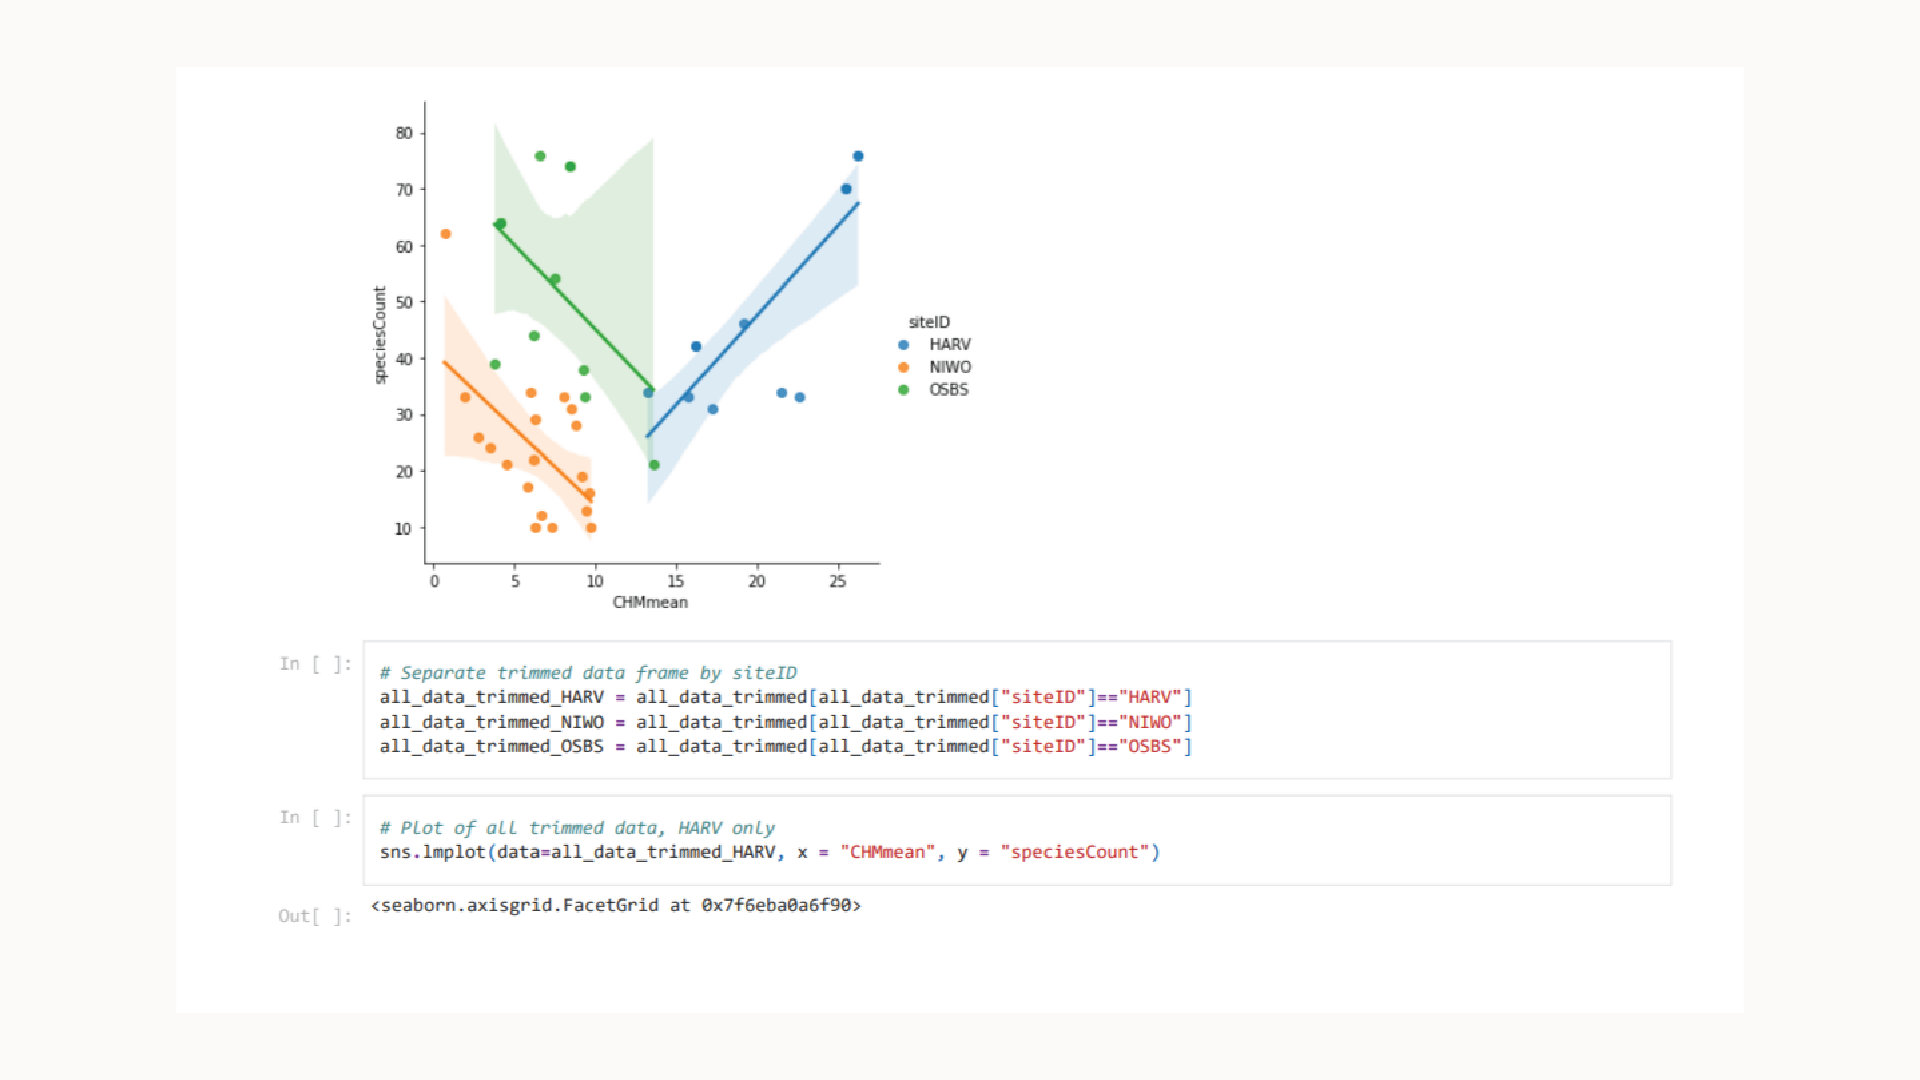 80
70
60
50
40
30
20
10
speciesCount
0 5 10 15 20 25
CHMmean
siteID
HARV
NIWO
OSBS
In [ ]:
# Separate trimmed data frame by siteID
all_data_trimmed_HARV = all_data_trimmed[all_data_trimmed["siteID"]=="HARV"]
all_data_trimmed_NIWO = all_data_trimmed[all_data_trimmed["siteID"]=="NIWO"]
all_data_trimmed_OSBS = all_data_trimmed[all_data_trimmed["siteID"]=="OSBS"]
In [ ]:
# Plot of all trimmed data, HARV only
sns.lmplot(data=all_data_trimmed_HARV, x = "CHMmean", y = "speciesCount")
Out[ ]:
<seaborn.axisgrid.FacetGrid at 0x7f6eba0a6f90>